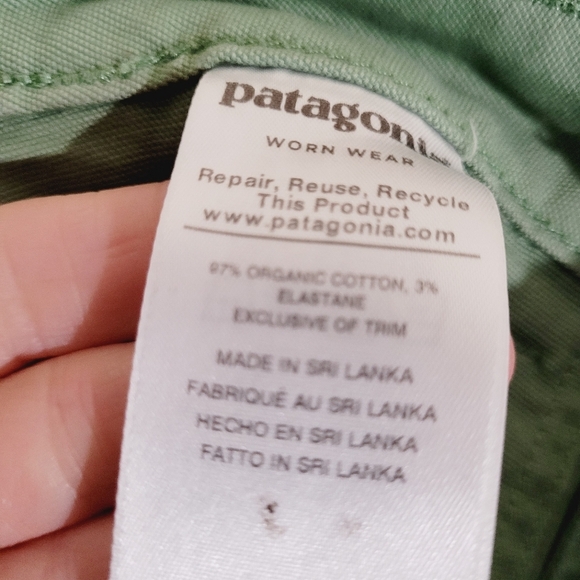 patagonia
WORN WEAR
Repair, Reuse, Recycle
This Product
www.patagonia.com
97% ORGANIC COTTON, 3%
ELASTANE
EXCLUSIVE OF TRIM
MADE IN SRI LANKA
FABRIQUÉ AU SRI LANKA
HECHO EN SRI LANKA
FATTO IN SRI LANKA